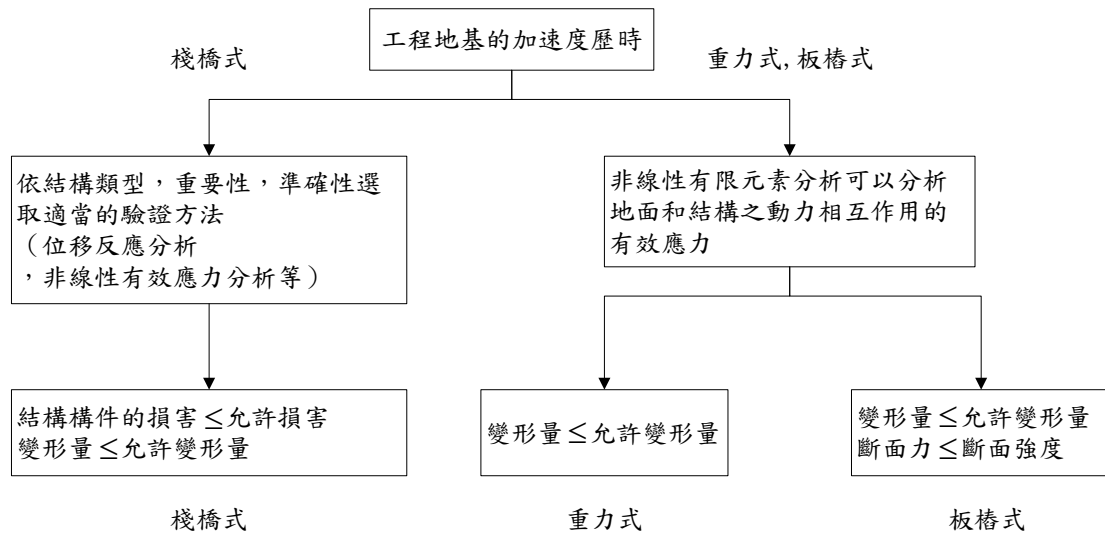 工程地基的加速度歷時
棧橋式
重力式, 板樁式
依結構類型，重要性，準確性選
取適當的驗證方法
（位移反應分析
，非線性有效應力分析等）
非線性有限元素分析可以分析
地面和結構之動力相互作用的
有效應力
結構構件的損害≤允許損害
變形量≤允許變形量
變形量≤允許變形量
變形量≤允許變形量
斷面力≤斷面強度
棧橋式
重力式
板樁式